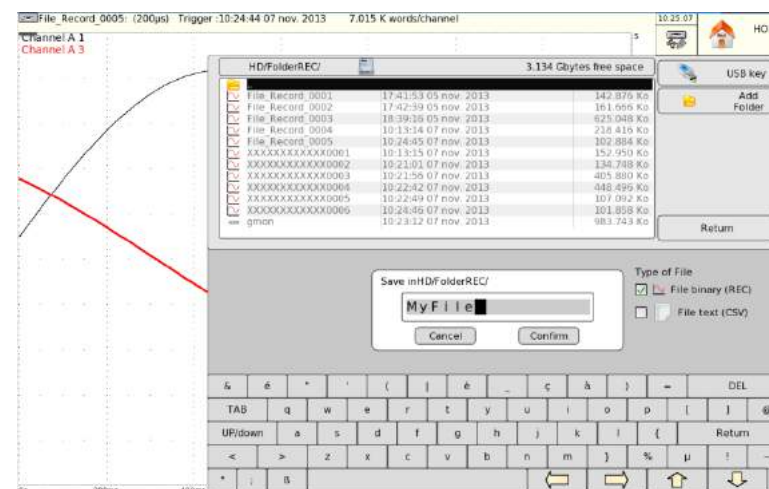 File_Record_0005: (200µs) Trigger :10:24:44 07 nov. 2013 7.015 K words/channel
10:25:07
HO
Channel A 1
Channel A 3
s
HD/FolderREC/ 3.134 Gbytes free space
File_Record_0001 17:41:53 05 nov. 2013 142.876 Ko
File_Record_0002 17:42:39 05 nov. 2013 161.666 Ko
File_Record_0003 18:39:16 05 nov. 2013 625.048 Ko
File_Record_0004 10:13:14 07 nov. 2013 218.416 Ko
File_Record_0005 10:24:45 07 nov. 2013 102.884 Ko
XXXXXXXXXXXX0001 10:13:15 07 nov. 2013 152.950 Ko
XXXXXXXXXXXX0002 10:21:01 07 nov. 2013 134.748 Ko
XXXXXXXXXXXX0003 10:21:56 07 nov. 2013 405.880 Ko
XXXXXXXXXXXX0004 10:22:42 07 nov. 2013 448.496 Ko
XXXXXXXXXXXX0005 10:22:49 07 nov. 2013 107.092 Ko
XXXXXXXXXXXX0006 10:24:46 07 nov. 2013 101.858 Ko
gmon 10:23:12 07 nov. 2013 983.743 Ko
USB key
Add
Folder
Return
Save inHD/FolderREC/
MyFile
Cancel Confirm
Type of File
File binary (REC)
File text (CSV)
& é " ' ( | è _ ç à ) = DEL
TAB q w e r t y u i o p [ ] @
UP/down a s d f g h j k l { Return
< > z x c v b n m } % µ ! -
* ; ß